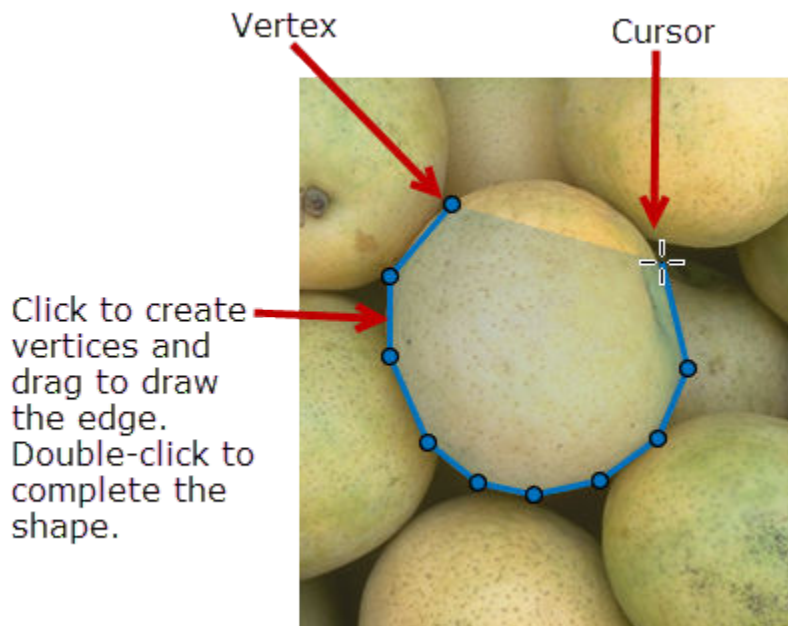 Vertex
Cursor
Click to create
vertices and
drag to draw
the edge.
Double-click to
complete the
shape.